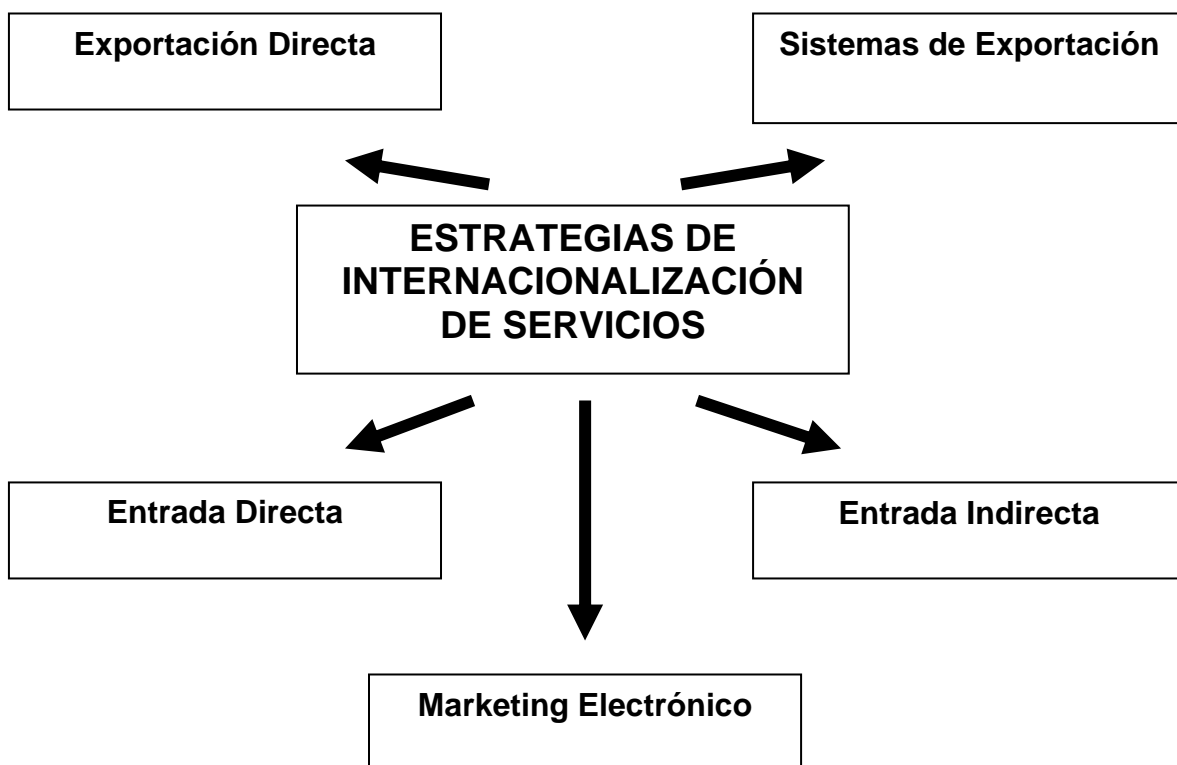 Exportación Directa
Sistemas de Exportación
ESTRATEGIAS DE
INTERNACIONALIZACIÓN
DE SERVICIOS
Entrada Directa
Entrada Indirecta
Marketing Electrónico